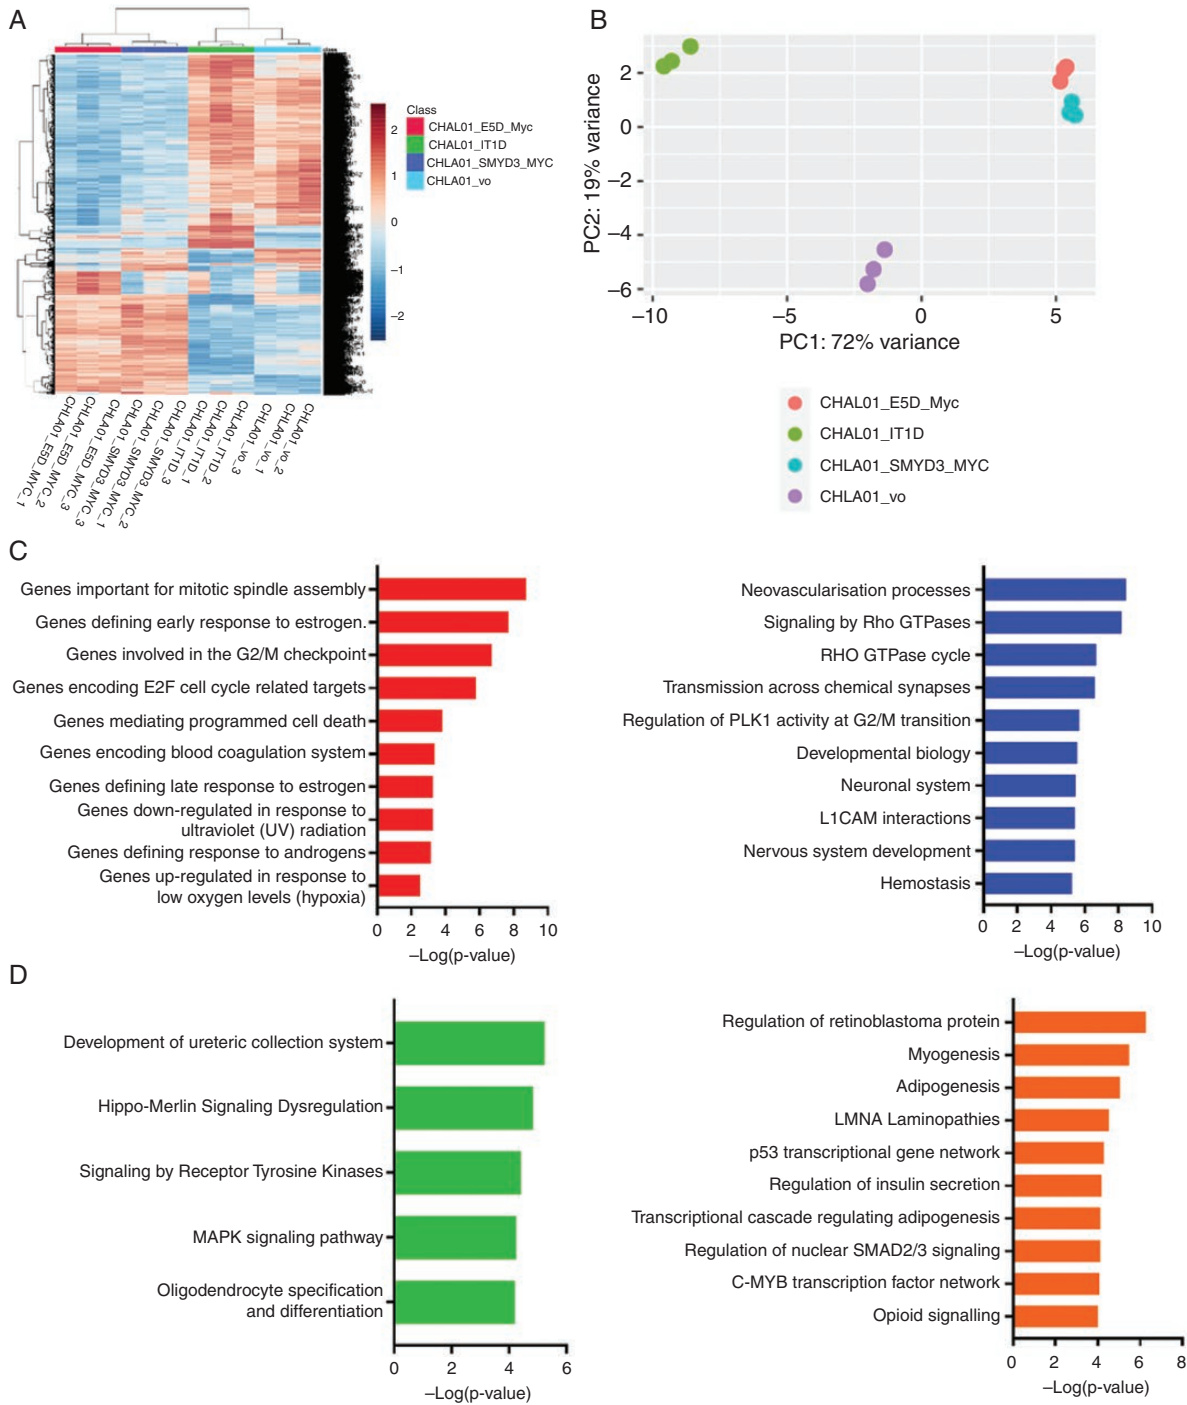 A
class
Class
CHAL01_E5D_Myc
CHAL01_IT1D
CHLA01_SMYD3_MYC
CHLA01_vo
2
1
0
–1
–2
CHLA01_E5D_MYC_1
CHLA01_E5D_MYC_2
CHLA01_E5D_MYC_3
CHLA01_SMYD3_MYC_3
CHLA01_SMYD3_MYC_1
CHLA01_SMYD3_MYC_2
CHLA01_IT1D_3
CHLA01_IT1D_1
CHLA01_IT1D_2
CHLA01_vo_3
CHLA01_vo_1
CHLA01_vo_2
B
PC2: 19% variance
2
0
–2
–4
–6
–10
–5
0
5
PC1: 72% variance
CHAL01_E5D_Myc
CHAL01_IT1D
CHLA01_SMYD3_MYC
CHLA01_vo
C
Genes important for mitotic spindle assembly
Genes defining early response to estrogen.
Genes involved in the G2/M checkpoint
Genes encoding E2F cell cycle related targets
Genes mediating programmed cell death
Genes encoding blood coagulation system
Genes defining late response to estrogen
Genes down-regulated in response to
ultraviolet (UV) radiation
Genes defining response to androgens
Genes up-regulated in response to
low oxygen levels (hypoxia)
0 2 4 6 8 10
–Log(p-value)
Neovascularisation processes
Signaling by Rho GTPases
RHO GTPase cycle
Transmission across chemical synapses
Regulation of PLK1 activity at G2/M transition
Developmental biology
Neuronal system
L1CAM interactions
Nervous system development
Hemostasis
0 2 4 6 8 10
–Log(p-value)
D
Development of ureteric collection system
Hippo-Merlin Signaling Dysregulation
Signaling by Receptor Tyrosine Kinases
MAPK signaling pathway
Oligodendrocyte specification
and differentiation
0 2 4 6
–Log(p-value)
Regulation of retinoblastoma protein
Myogenesis
Adipogenesis
LMNA Laminopathies
p53 transcriptional gene network
Regulation of insulin secretion
Transcriptional cascade regulating adipogenesis
Regulation of nuclear SMAD2/3 signaling
C-MYB transcription factor network
Opioid signalling
0 2 4 6 8
–Log(p-value)